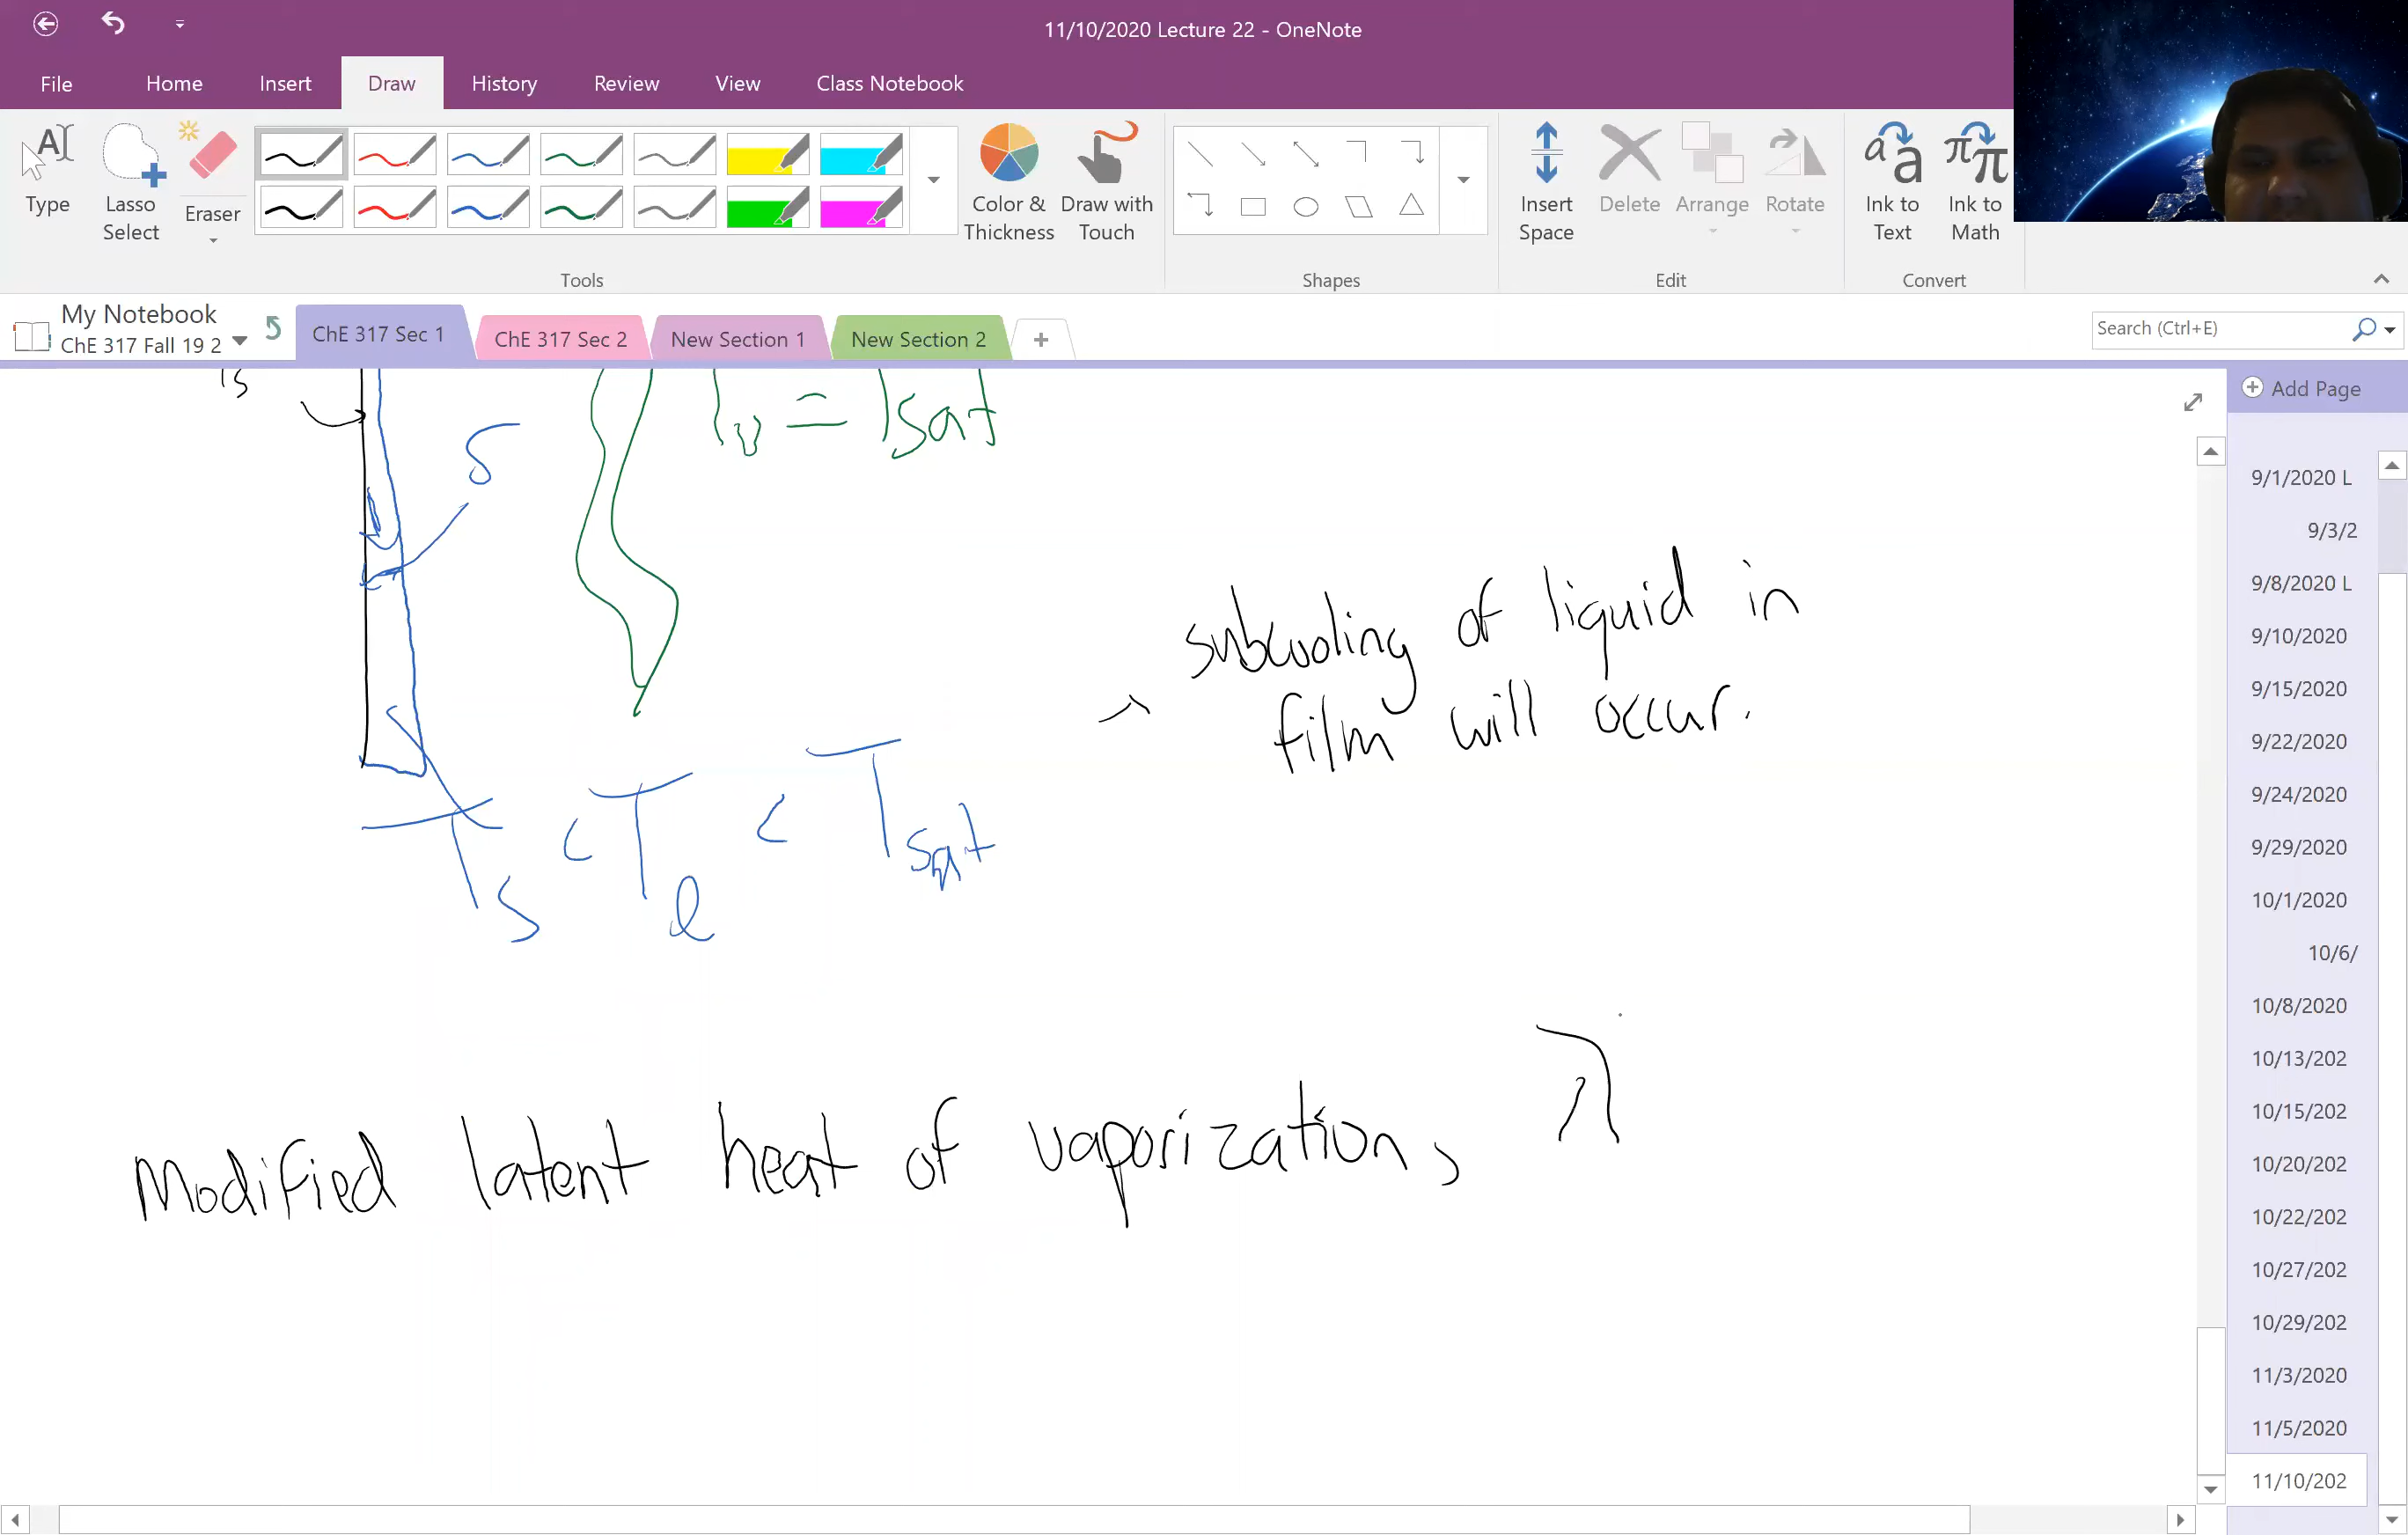 11/10/2020 Lecture 22 - OneNote
File Home Insert Draw History Review View Class Notebook
Type
Lasso Select
Eraser
Color & Thickness
Draw with Touch
Insert Space
Delete
Arrange
Rotate
Ink to Text
Ink to Math
Tools Shapes Edit Convert
My Notebook
ChE 317 Fall 19 2
ChE 317 Sec 1 ChE 317 Sec 2 New Section 1 New Section 2 +
Search (Ctrl+E)
Add Page
Tv = Tsat
δ
subcooling of liquid in
film will occur.
Ts < Tl < Tsat
Modified latent heat of vaporization, λ
9/1/2020 L
9/3/2
9/8/2020 L
9/10/2020
9/15/2020
9/22/2020
9/24/2020
9/29/2020
10/1/2020
10/6/
10/8/2020
10/13/202
10/15/202
10/20/202
10/22/202
10/27/202
10/29/202
11/3/2020
11/5/2020
11/10/202